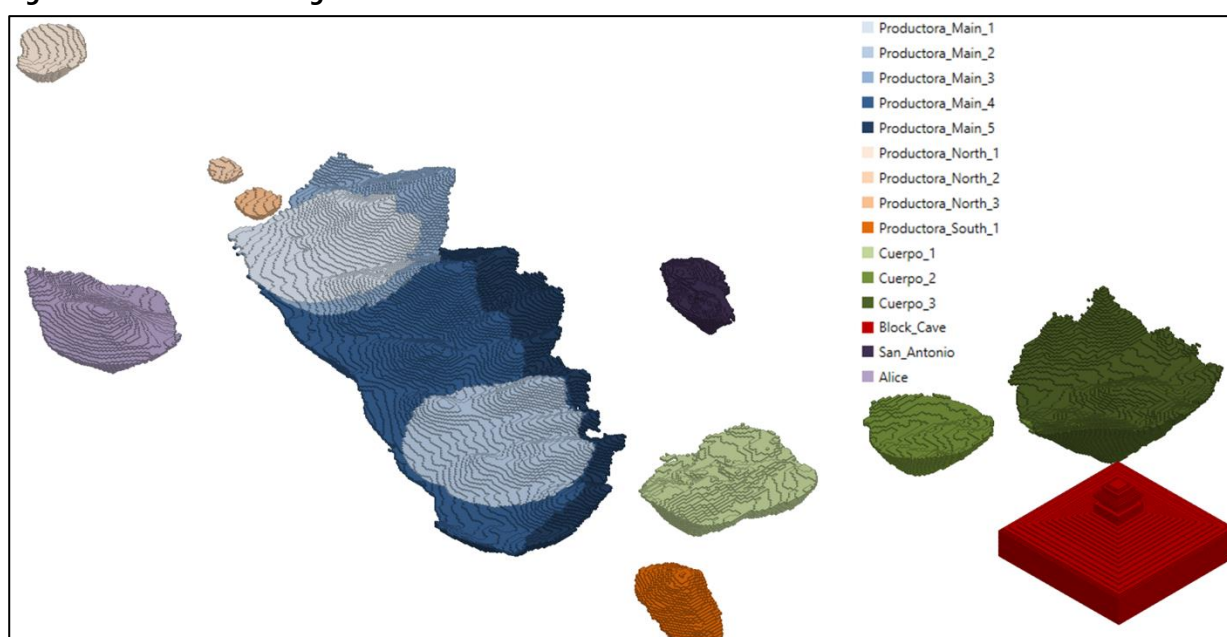 Productora_Main_1
Productora_Main_2
Productora_Main_3
Productora_Main_4
Productora_Main_5
Productora_North_1
Productora_North_2
Productora_North_3
Productora_South_1
Cuerpo_1
Cuerpo_2
Cuerpo_3
Block_Cave
San_Antonio
Alice